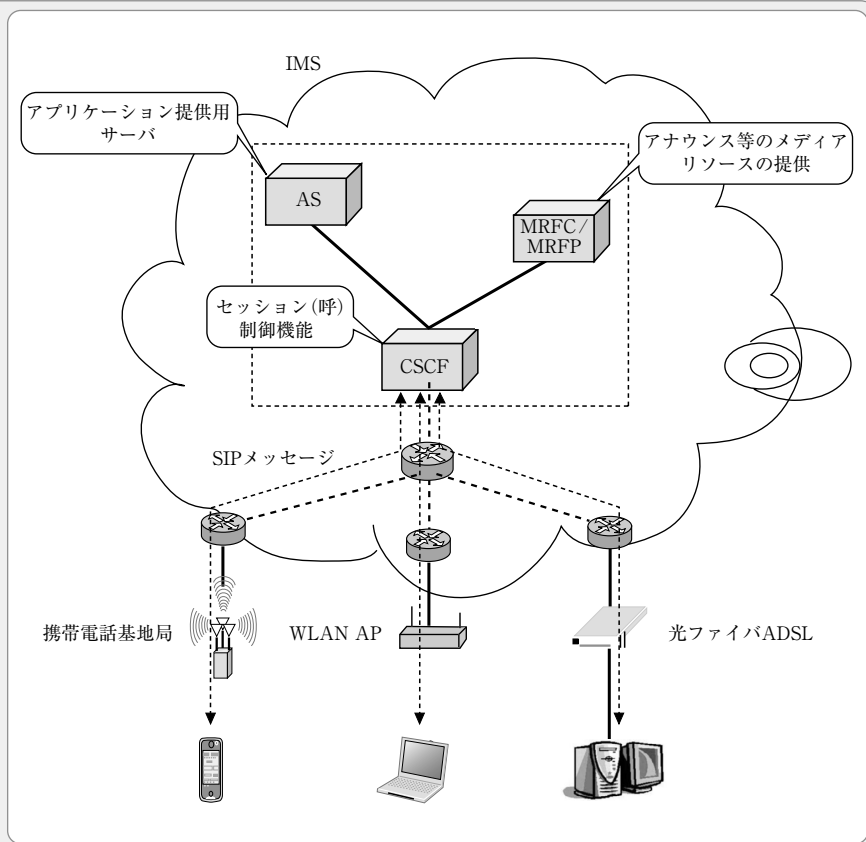 IMS
アプリケーション提供用
サーバ
アナウンス等のメディア
リソースの提供
AS
MRFC/
MRFP
セッション(呼)
制御機能
CSCF
SIPメッセージ
携帯電話基地局
WLAN AP
光ファイバADSL